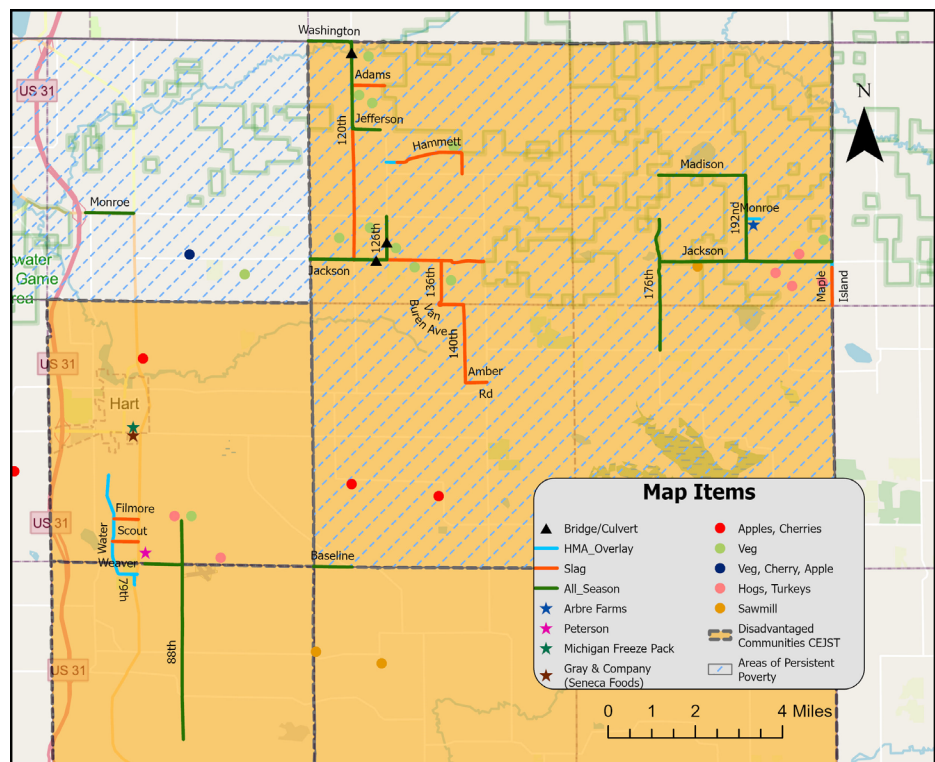 Washington
US 31
Adams
Jefferson
120th
Hammett
N
Madison
Monroe
192nd
Monroe
126th
Jackson
Jackson
136th
176th
Maple
Island
water
Game
rea
Van
Buren Ave
140th
US 31
Amber
Rd
Hart
US 31
Filmore
Scout
Water
Weaver
79th
Baseline
88th
US 31
Map Items
Bridge/Culvert
HMA_Overlay
Slag
All_Season
Arbre Farms
Peterson
Michigan Freeze Pack
Gray & Company
(Seneca Foods)
Apples, Cherries
Veg
Veg, Cherry, Apple
Hogs, Turkeys
Sawmill
Disadvantaged
Communities CEJST
Areas of Persistent
Poverty
0 1 2 4 Miles